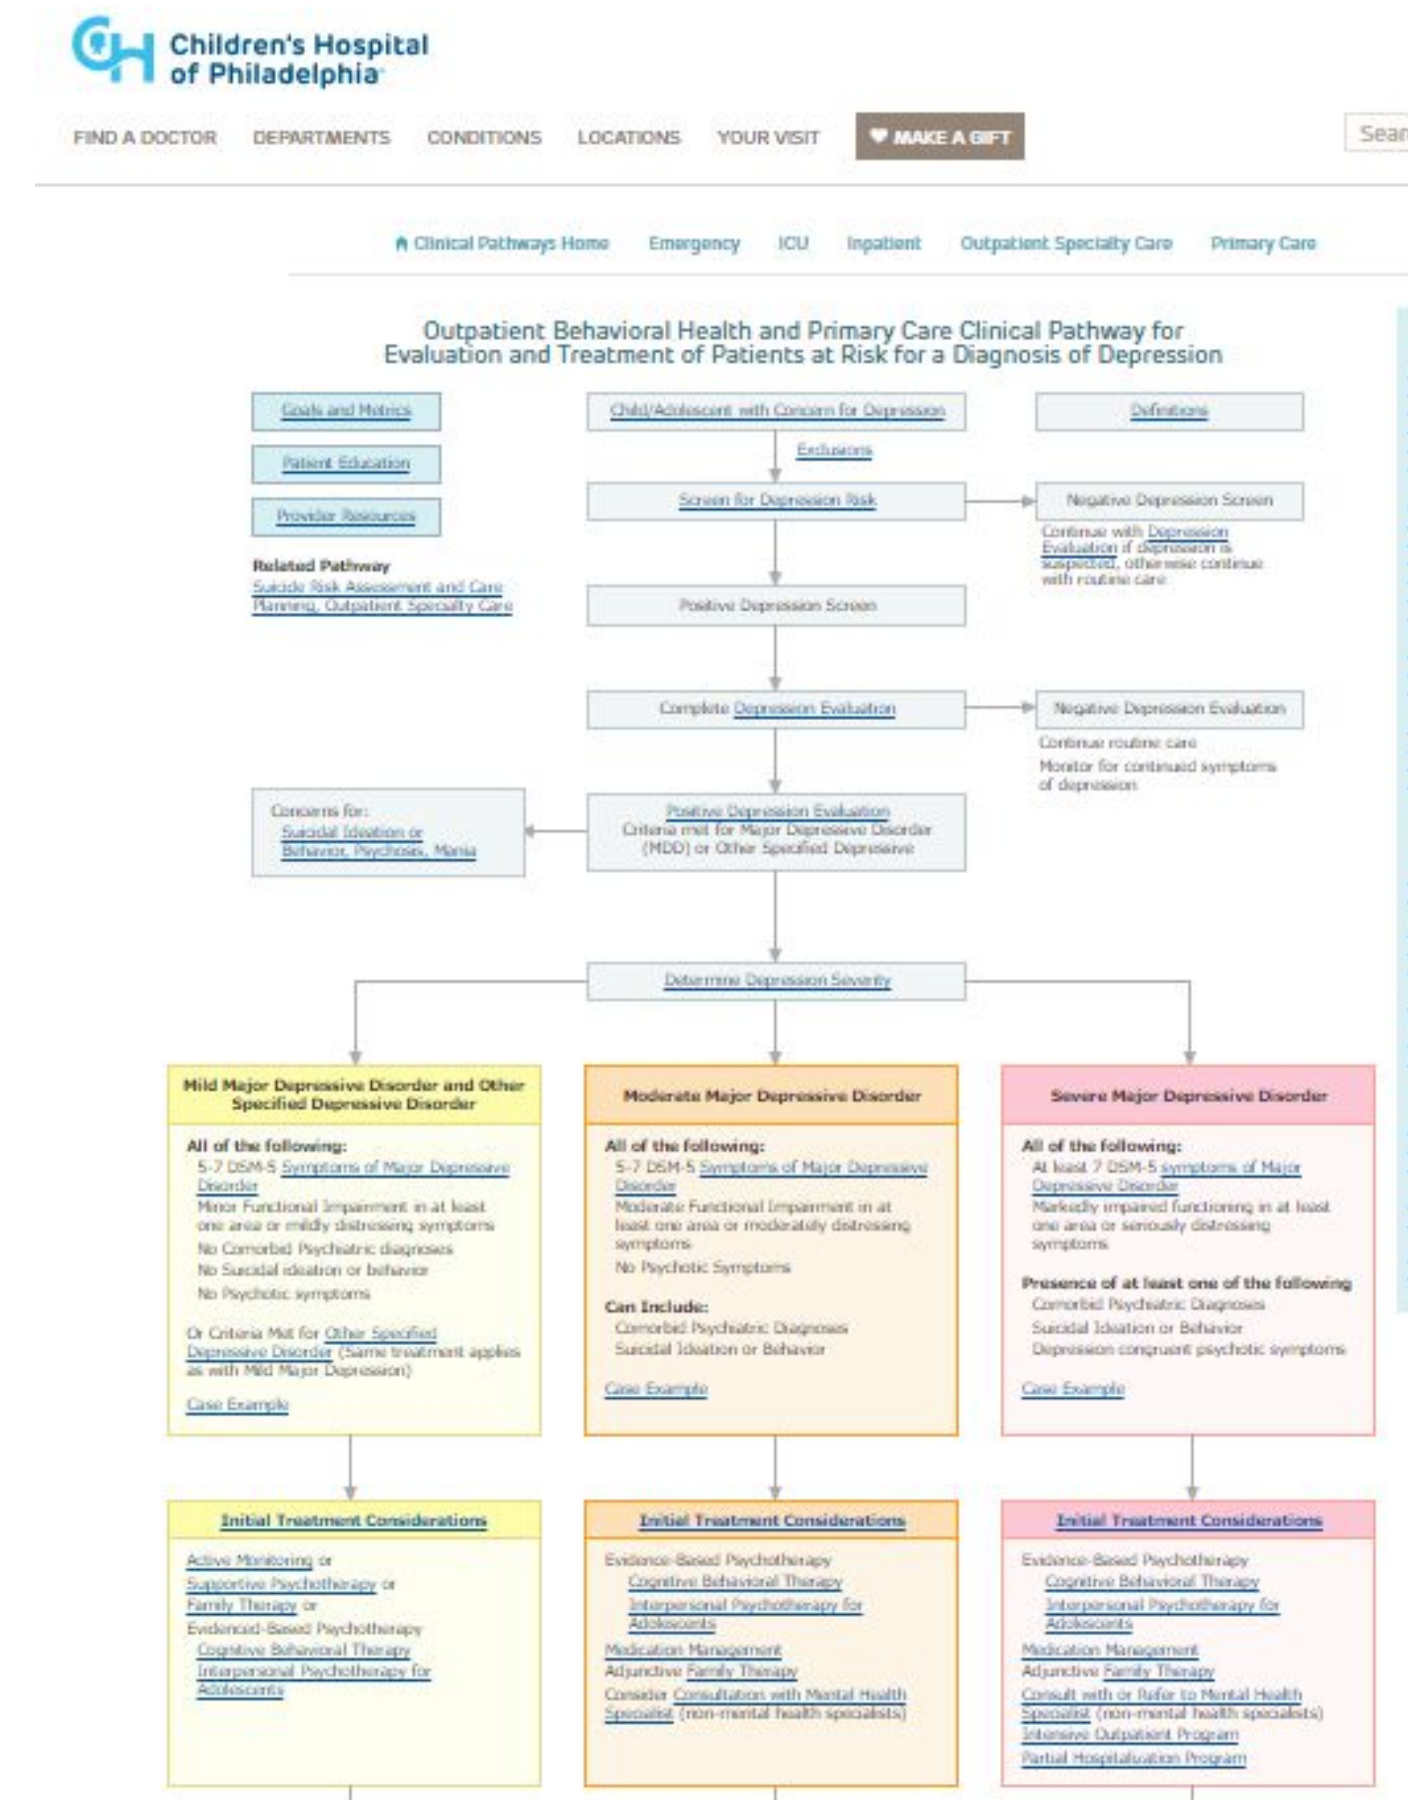 Children's Hospital
of Philadelphia
FIND A DOCTOR DEPARTMENTS CONDITIONS LOCATIONS YOUR VISIT MAKE A GIFT
Clinical Pathways Home Emergency ICU Inpatient Outpatient Specialty Care Primary Care
Outpatient Behavioral Health and Primary Care Clinical Pathway for
Evaluation and Treatment of Patients at Risk for a Diagnosis of Depression
Goals and Metrics
Patient Education
Provider Resources
Related Pathway
Suicide Risk Assessment and Care
Planning, Outpatient Specialty Care
Child/Adolescent with Concern for Depression
Exclusions
Definitions
Screen for Depression Risk
Negative Depression Screen
Continue with Depression
Evaluation if depression is
suspected, otherwise continue
with routine care
Positive Depression Screen
Complete Depression Evaluation
Negative Depression Evaluation
Continue routine care
Monitor for continued symptoms
of depression
Concerns for:
Suicidal Ideation or
Behavior, Psychosis, Mania
Positive Depression Evaluation
Criteria met for Major Depressive Disorder
(MDD) or Other Specified Depressive
Determine Depression Severity
Mild Major Depressive Disorder and Other
Specified Depressive Disorder
All of the following:
5-7 DSM-5 Symptoms of Major Depressive
Disorder
Minor Functional Impairment in at least
one area or mildly distressing symptoms
No Comorbid Psychiatric diagnoses
No Suicidal ideation or behavior
No Psychotic symptoms
Or Criteria Met for Other Specified
Depressive Disorder (Same treatment applies
as with Mild Major Depression)
Case Example
Moderate Major Depressive Disorder
All of the following:
5-7 DSM-5 Symptoms of Major Depressive
Disorder
Moderate Functional Impairment in at
least one area or moderately distressing
symptoms
No Psychotic Symptoms
Can Include:
Comorbid Psychiatric Diagnoses
Suicidal Ideation or Behavior
Case Example
Severe Major Depressive Disorder
All of the following:
At least 7 DSM-5 symptoms of Major
Depressive Disorder
Markedly impaired functioning in at least
one area or seriously distressing
symptoms
Presence of at least one of the following
Comorbid Psychiatric Diagnoses
Suicidal Ideation or Behavior
Depression congruent psychotic symptoms
Case Example
Initial Treatment Considerations
Active Monitoring or
Supportive Psychotherapy or
Family Therapy or
Evidenced-Based Psychotherapy
Cognitive Behavioral Therapy
Interpersonal Psychotherapy for
Adolescents
Initial Treatment Considerations
Evidence-Based Psychotherapy
Cognitive Behavioral Therapy
Interpersonal Psychotherapy for
Adolescents
Medication Management
Adjunctive Family Therapy
Consider Consultation with Mental Health
Specialist (non-mental health specialists)
Initial Treatment Considerations
Evidence-Based Psychotherapy
Cognitive Behavioral Therapy
Interpersonal Psychotherapy for
Adolescents
Medication Management
Adjunctive Family Therapy
Consult with or Refer to Mental Health
Specialist (non-mental health specialists)
Intensive Outpatient Program
Partial Hospitalization Program